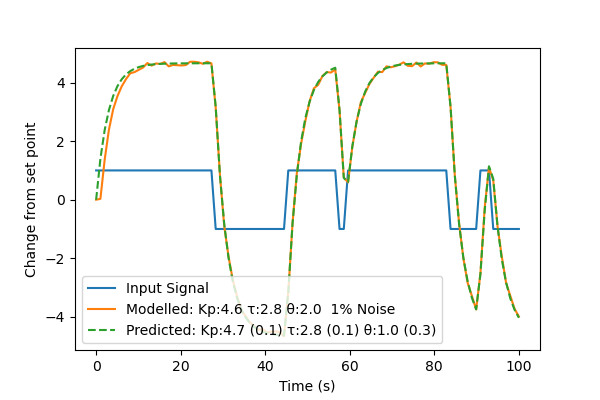 4
2
0
−2
−4
Change from set point
Input Signal
Modelled: Kp:4.6 τ:2.8 θ:2.0  1% Noise
Predicted: Kp:4.7 (0.1) τ:2.8 (0.1) θ:1.0 (0.3)
0 20 40 60 80 100
Time (s)